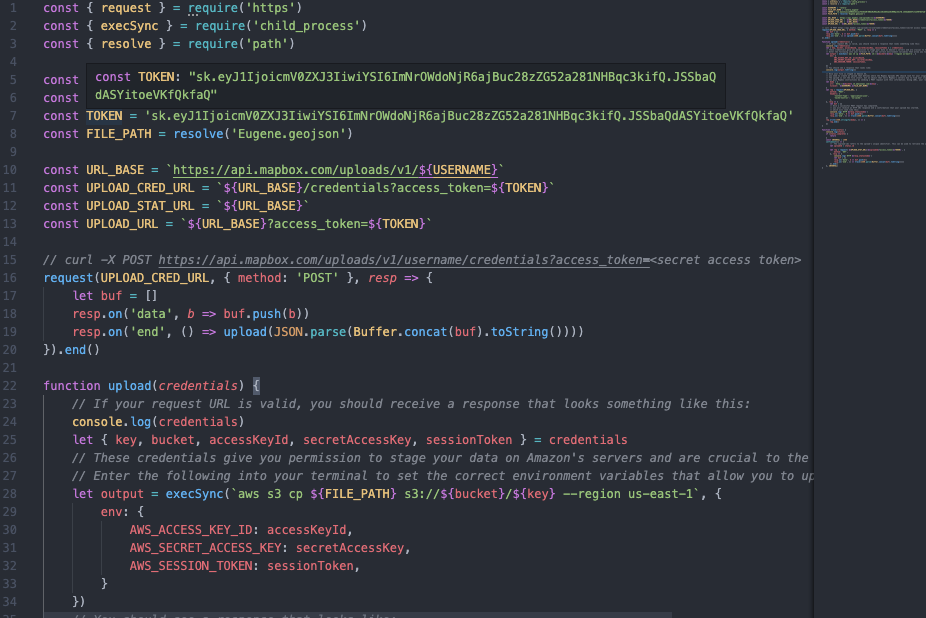 1 const { request } = require('https')
2 const { execSync } = require('child_process')
3 const { resolve } = require('path')
4
5 const
const TOKEN: "sk.eyJ1IjoicmV0ZXJ3IiwiYSI6ImNrOWdoNjR6ajBuc28zZG52a281NHBqc3kifQ.JSSbaQ
dASYitoeVKfQkfaQ"
6 const
7 const TOKEN = 'sk.eyJ1IjoicmV0ZXJ3IiwiYSI6ImNrOWdoNjR6ajBuc28zZG52a281NHBqc3kifQ.JSSbaQdASYitoeVKfQkfaQ'
8 const FILE_PATH = resolve('Eugene.geojson')
9
10 const URL_BASE = `https://api.mapbox.com/uploads/v1/${USERNAME}`
11 const UPLOAD_CRED_URL = `${URL_BASE}/credentials?access_token=${TOKEN}`
12 const UPLOAD_STAT_URL = `${URL_BASE}`
13 const UPLOAD_URL = `${URL_BASE}?access_token=${TOKEN}`
14
15 // curl -X POST https://api.mapbox.com/uploads/v1/username/credentials?access_token=<secret access token>
16 request(UPLOAD_CRED_URL, { method: 'POST' }, resp => {
17 let buf = []
18 resp.on('data', b => buf.push(b))
19 resp.on('end', () => upload(JSON.parse(Buffer.concat(buf).toString())))
20 }).end()
21
22 function upload(credentials) {
23 // If your request URL is valid, you should receive a response that looks something like this:
24 console.log(credentials)
25 let { key, bucket, accessKeyId, secretAccessKey, sessionToken } = credentials
26 // These credentials give you permission to stage your data on Amazon's servers and are crucial to the
27 // Enter the following into your terminal to set the correct environment variables that allow you to up
28 let output = execSync(`aws s3 cp ${FILE_PATH} s3://${bucket}/${key} --region us-east-1`, {
29 env: {
30 AWS_ACCESS_KEY_ID: accessKeyId,
31 AWS_SECRET_ACCESS_KEY: secretAccessKey,
32 AWS_SESSION_TOKEN: sessionToken,
33 }
34 })